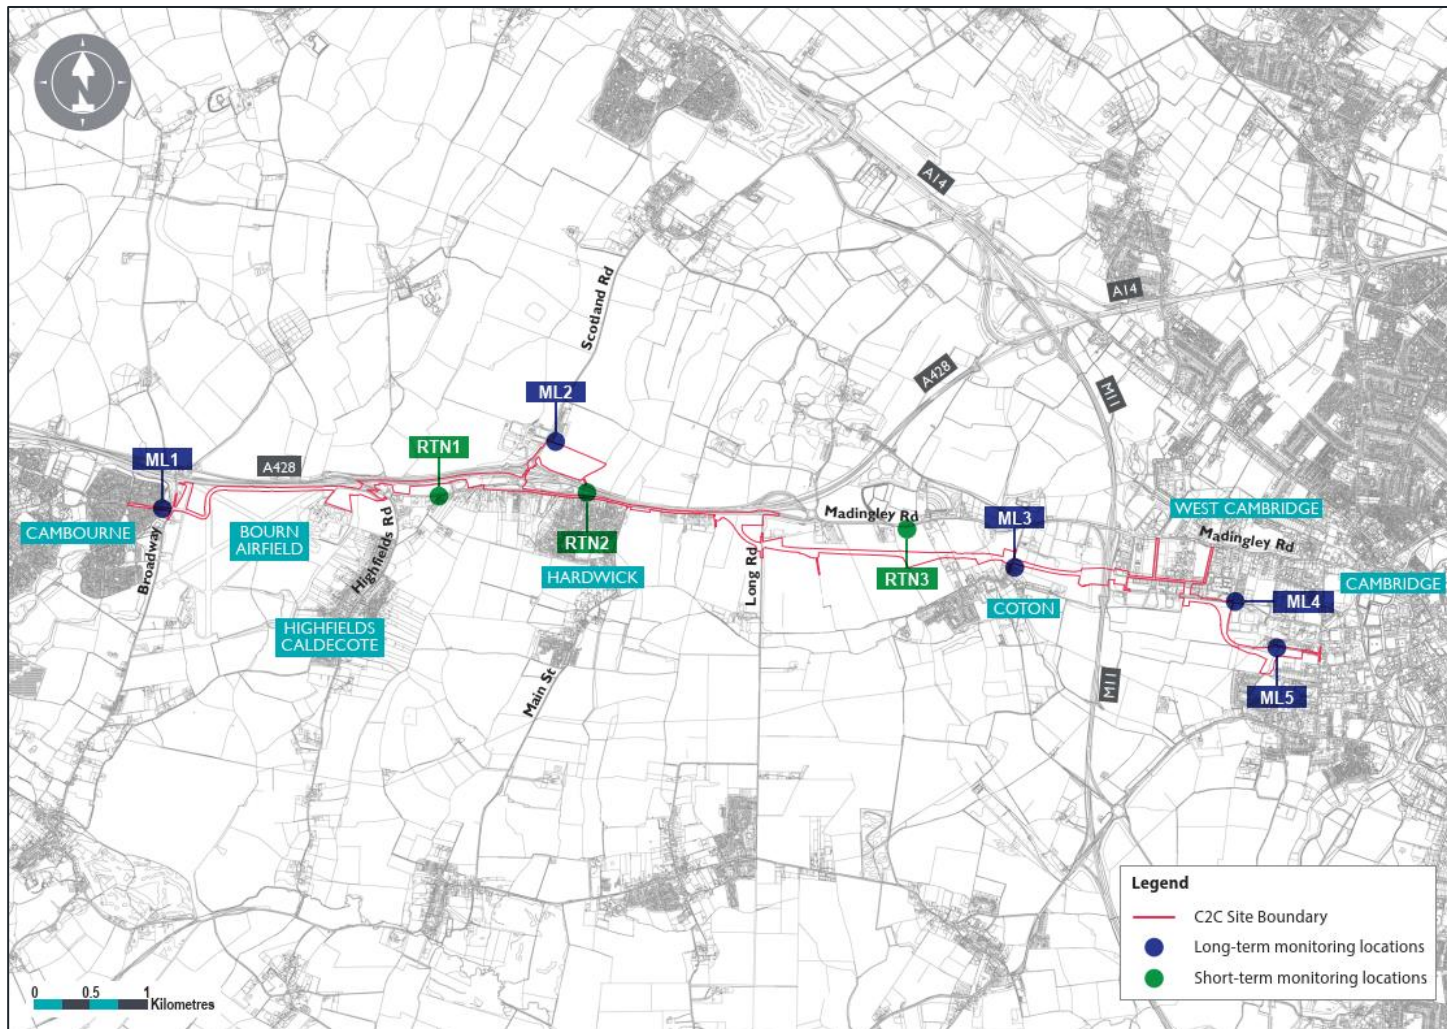 N
A14
A14
Scotland Rd
A428
M11
ML2
RTN1
ML1
A428
Madingley Rd
ML3
WEST CAMBRIDGE
Madingley Rd
CAMBOURNE
BOURN
AIRFIELD
Broadway
Highfields Rd
RTN2
HARDWICK
Long Rd
RTN3
COTON
CAMBRIDGE
ML4
HIGHFIELDS
CALDECOTE
Main St
M11
ML5
Legend
C2C Site Boundary
Long-term monitoring locations
Short-term monitoring locations
0 0.5 1
Kilometres